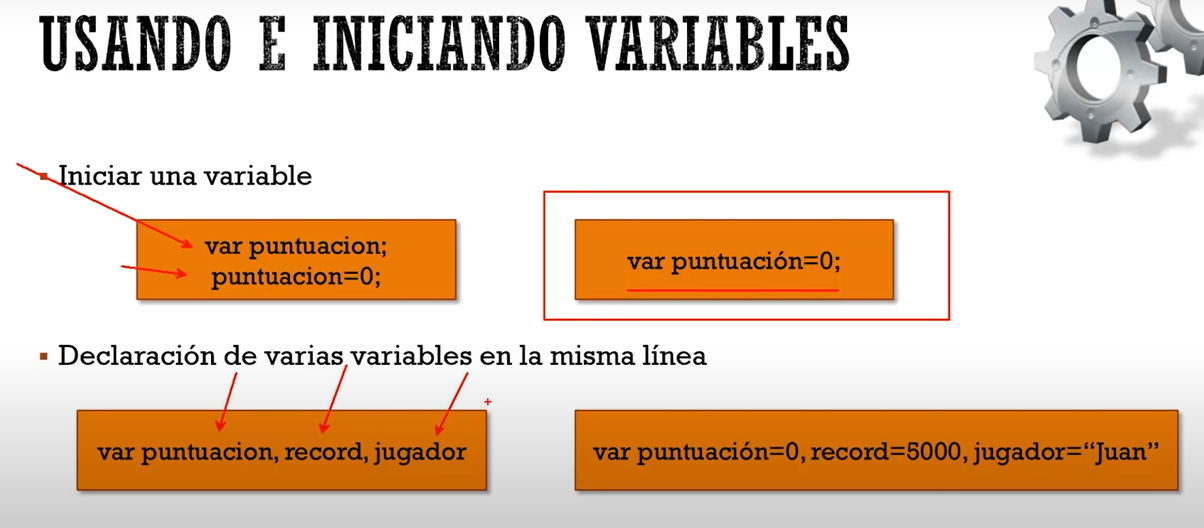 USANDO E INICIANDO VARIABLES
Iniciar una variable
var puntuacion;
puntuacion=0;
var puntuación=0;
Declaración de varias variables en la misma línea
var puntuacion, record, jugador
var puntuación=0, record=5000, jugador=“Juan”